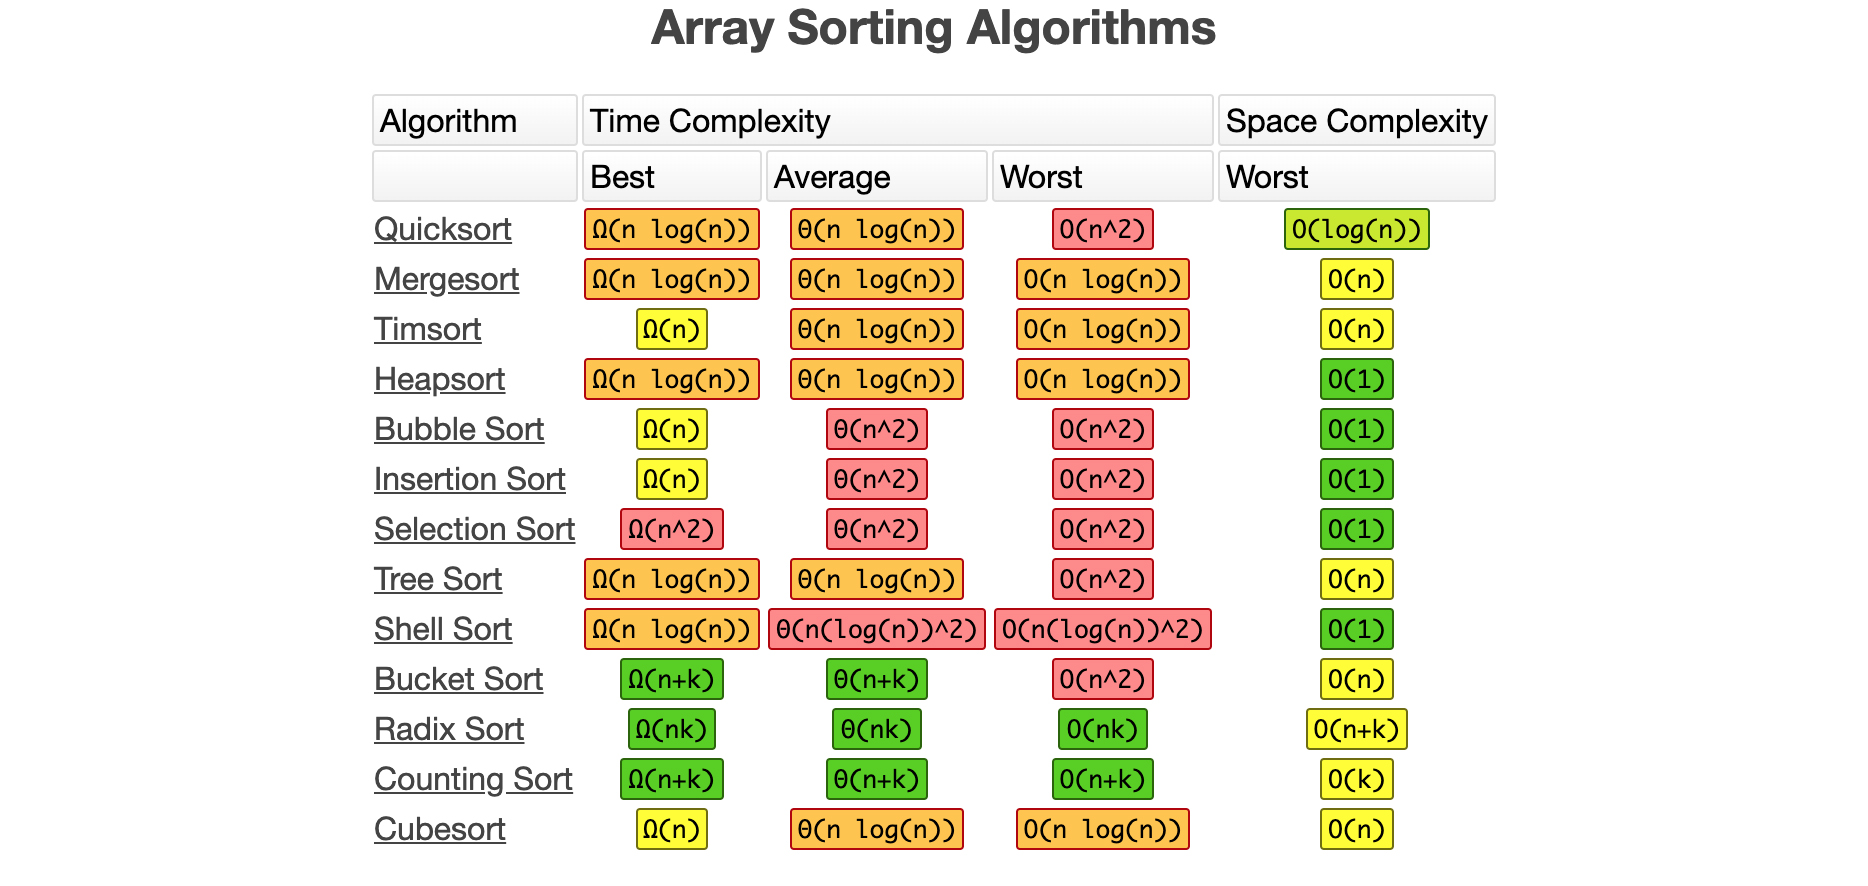 Array Sorting Algorithms
Algorithm Time Complexity Space Complexity
Best Average Worst Worst
Quicksort Ω(n log(n)) Θ(n log(n)) O(n^2) O(log(n))
Mergesort Ω(n log(n)) Θ(n log(n)) O(n log(n)) O(n)
Timsort Ω(n) Θ(n log(n)) O(n log(n)) O(n)
Heapsort Ω(n log(n)) Θ(n log(n)) O(n log(n)) O(1)
Bubble Sort Ω(n) Θ(n^2) O(n^2) O(1)
Insertion Sort Ω(n) Θ(n^2) O(n^2) O(1)
Selection Sort Ω(n^2) Θ(n^2) O(n^2) O(1)
Tree Sort Ω(n log(n)) Θ(n log(n)) O(n^2) O(n)
Shell Sort Ω(n log(n)) Θ(n(log(n))^2) O(n(log(n))^2) O(1)
Bucket Sort Ω(n+k) Θ(n+k) O(n^2) O(n)
Radix Sort Ω(nk) Θ(nk) O(nk) O(n+k)
Counting Sort Ω(n+k) Θ(n+k) O(n+k) O(k)
Cubesort Ω(n) Θ(n log(n)) O(n log(n)) O(n)